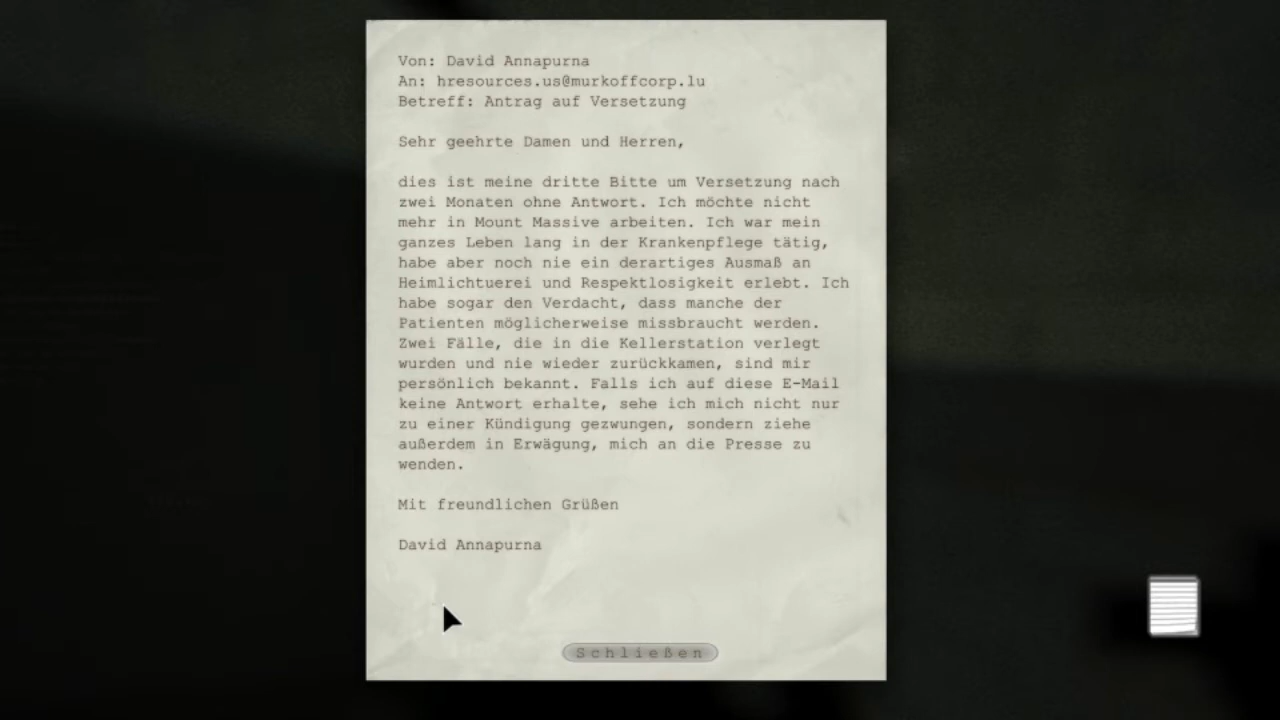 Von: David Annapurna
An: hresources.us@murkoffcorp.lu
Betreff: Antrag auf Versetzung
Sehr geehrte Damen und Herren,
dies ist meine dritte Bitte um Versetzung nach
zwei Monaten ohne Antwort. Ich möchte nicht
mehr in Mount Massive arbeiten. Ich war mein
ganzes Leben lang in der Krankenpflege tätig,
habe aber noch nie ein derartiges Ausmaß an
Heimlichtuerei und Respektlosigkeit erlebt. Ich
habe sogar den Verdacht, dass manche der
Patienten möglicherweise missbraucht werden.
Zwei Fälle, die in die Kellerstation verlegt
wurden und nie wieder zurückkamen, sind mir
persönlich bekannt. Falls ich auf diese E-Mail
keine Antwort erhalte, sehe ich mich nicht nur
zu einer Kündigung gezwungen, sondern ziehe
außerdem in Erwägung, mich an die Presse zu
wenden.
Mit freundlichen Grüßen
David Annapurna
Schließen